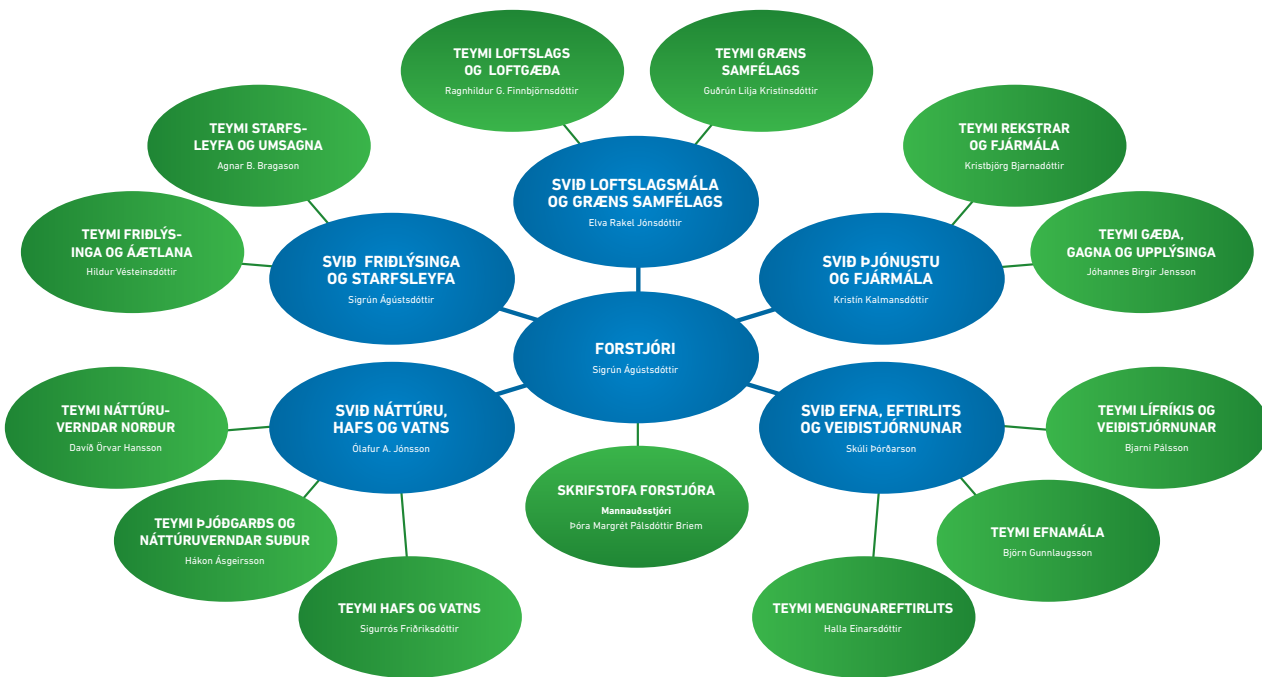 TEYMI LOFTSLAGS
OG LOFTGÆÐA
Ragnhildur G. Finnbjörnsdóttir
TEYMI GRÆNS
SAMFÉLAGS
Guðrún Lilja Kristinsdóttir
TEYMI STARFS-
LEYFA OG UMSAGNA
Agnar B. Bragason
TEYMI REKSTRAR
OG FJÁRMÁLA
Kristbjörg Bjarnadóttir
SVIÐ LOFTSLAGSMÁLA
OG GRÆNS SAMFÉLAGS
Elva Rakel Jónsdóttir
TEYMI FRIÐLÝS-
INGA OG ÁÆTLANA
Hildur Vésteinsdóttir
SVIÐ FRIÐLÝSINGA
OG STARFSLEYFA
Sigrún Ágústsdóttir
SVIÐ ÞJÓNUSTU
OG FJÁRMÁLA
Kristín Kalmansdóttir
TEYMI GÆÐA,
GAGNA OG UPPLÝSINGA
Jóhannes Birgir Jensson
FORSTJÓRI
Sigrún Ágústsdóttir
TEYMI NÁTTÚRU-
VERNDAR NORÐUR
Davíð Örvar Hansson
SVIÐ NÁTTÚRU,
HAFS OG VATNS
Ólafur A. Jónsson
SVIÐ EFNA, EFTIRLITS
OG VEIÐISTJÓRNUNAR
Skúli Þórðarson
TEYMI LÍFRÍKIS OG
VEIÐISTJÓRNUNAR
Bjarni Pálsson
SKRIFSTOFA FORSTJÓRA
Mannauðsstjóri
Þóra Margrét Pálsdóttir Briem
TEYMI ÞJÓÐGARÐS OG
NÁTTÚRUVERNDAR SUÐUR
Hákon Ásgeirsson
TEYMI EFNAMÁLA
Björn Gunnlaugsson
TEYMI HAFS OG VATNS
Sigurrós Friðriksdóttir
TEYMI MENGUNAREFTIRLITS
Halla Einarsdóttir